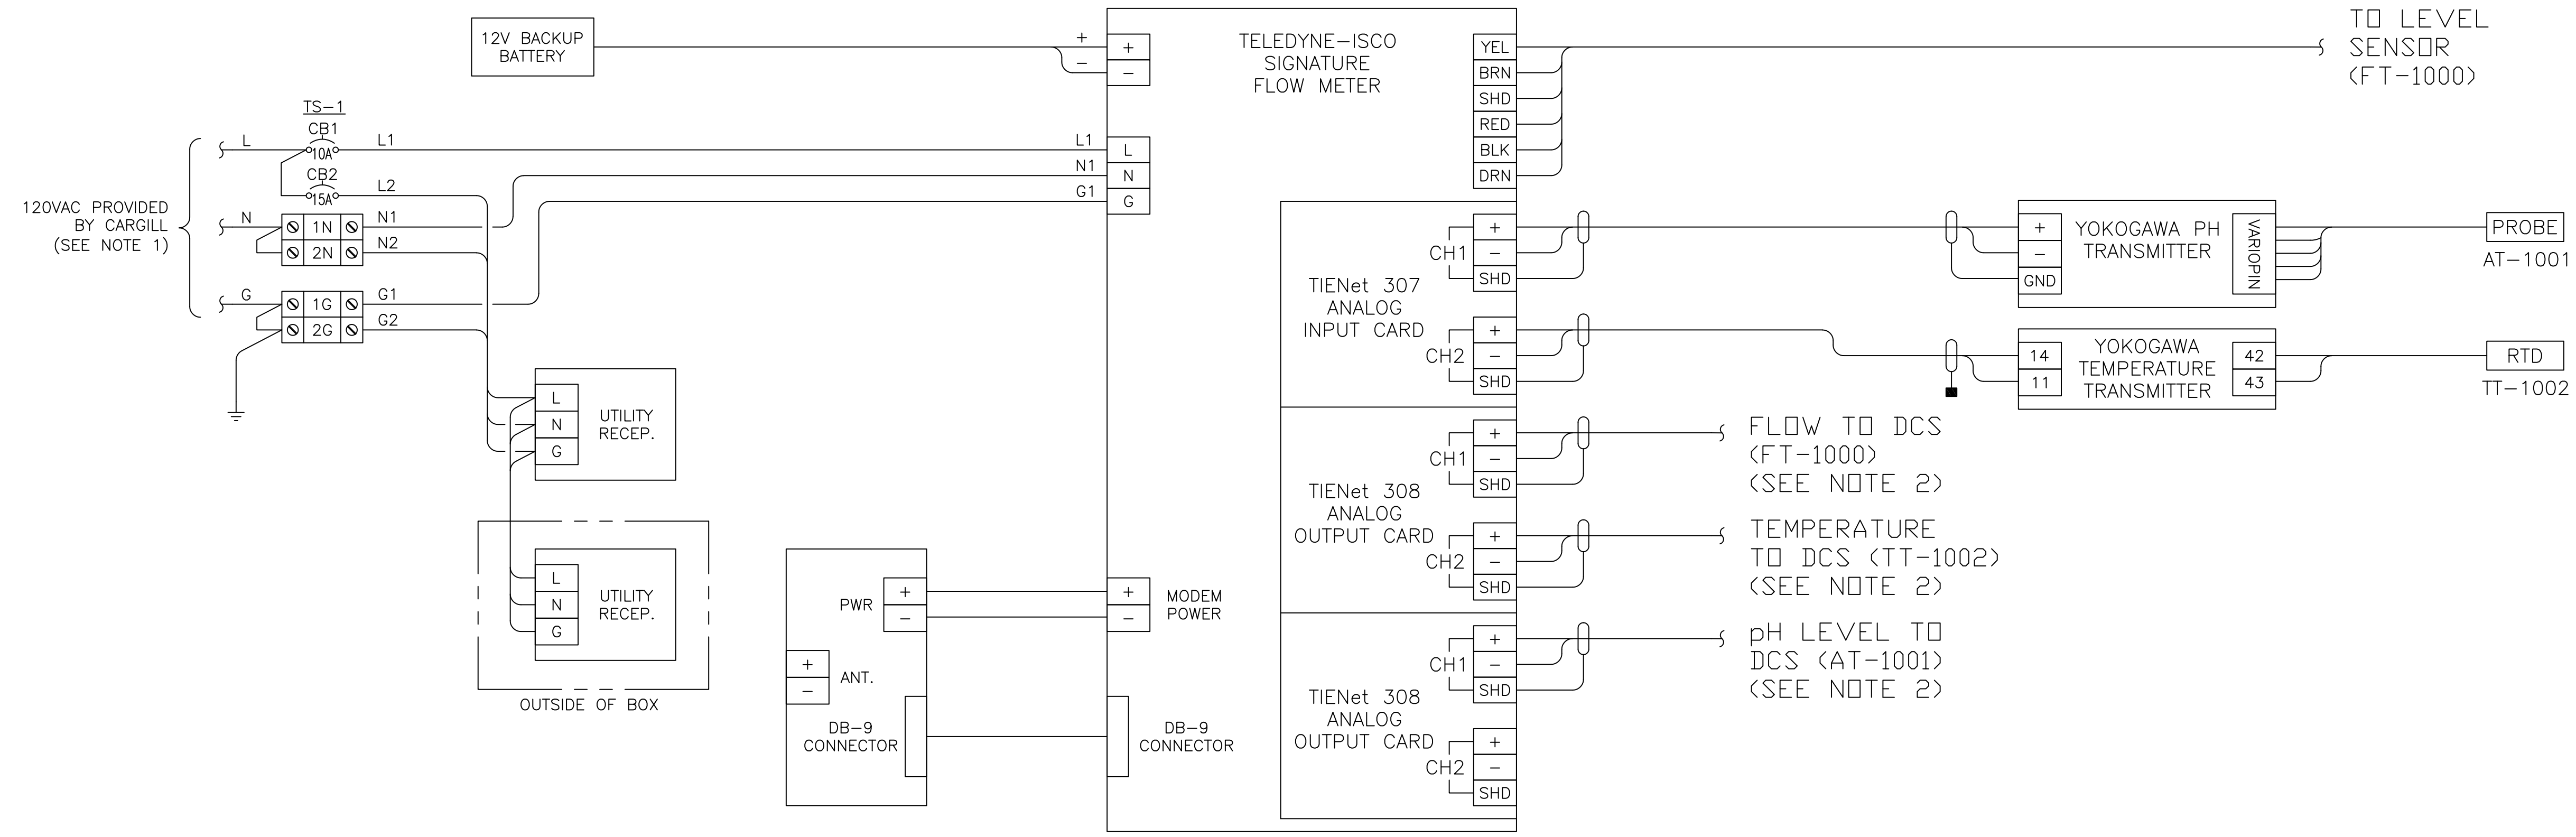 12V BACKUP
BATTERY
+
−
+
−
TELEDYNE-ISCO
SIGNATURE
FLOW METER
YEL
BRN
SHD
RED
BLK
DRN
TO LEVEL
SENSOR
(FT-1000)
TS-1
CB1
10A
CB2
15A
L
L1
L2
L1
N1
G1
L
N
G
120VAC PROVIDED
BY CARGILL
(SEE NOTE 1)
N
1N
2N
N1
N2
G
1G
2G
G1
G2
L
N
G
UTILITY
RECEP.
L
N
G
UTILITY
RECEP.
OUTSIDE OF BOX
PWR
+
−
+
−
ANT.
DB-9
CONNECTOR
+
−
MODEM
POWER
DB-9
CONNECTOR
TIENet 307
ANALOG
INPUT CARD
CH1
+
−
SHD
CH2
+
−
SHD
TIENet 308
ANALOG
OUTPUT CARD
CH1
+
−
SHD
CH2
+
−
SHD
TIENet 308
ANALOG
OUTPUT CARD
CH1
+
−
SHD
CH2
+
−
SHD
+
−
GND
YOKOGAWA PH
TRANSMITTER
VARIOPIN
PROBE
AT-1001
14
11
YOKOGAWA
TEMPERATURE
TRANSMITTER
42
43
RTD
TT-1002
FLOW TO DCS
(FT-1000)
(SEE NOTE 2)
TEMPERATURE
TO DCS (TT-1002)
(SEE NOTE 2)
pH LEVEL TO
DCS (AT-1001)
(SEE NOTE 2)